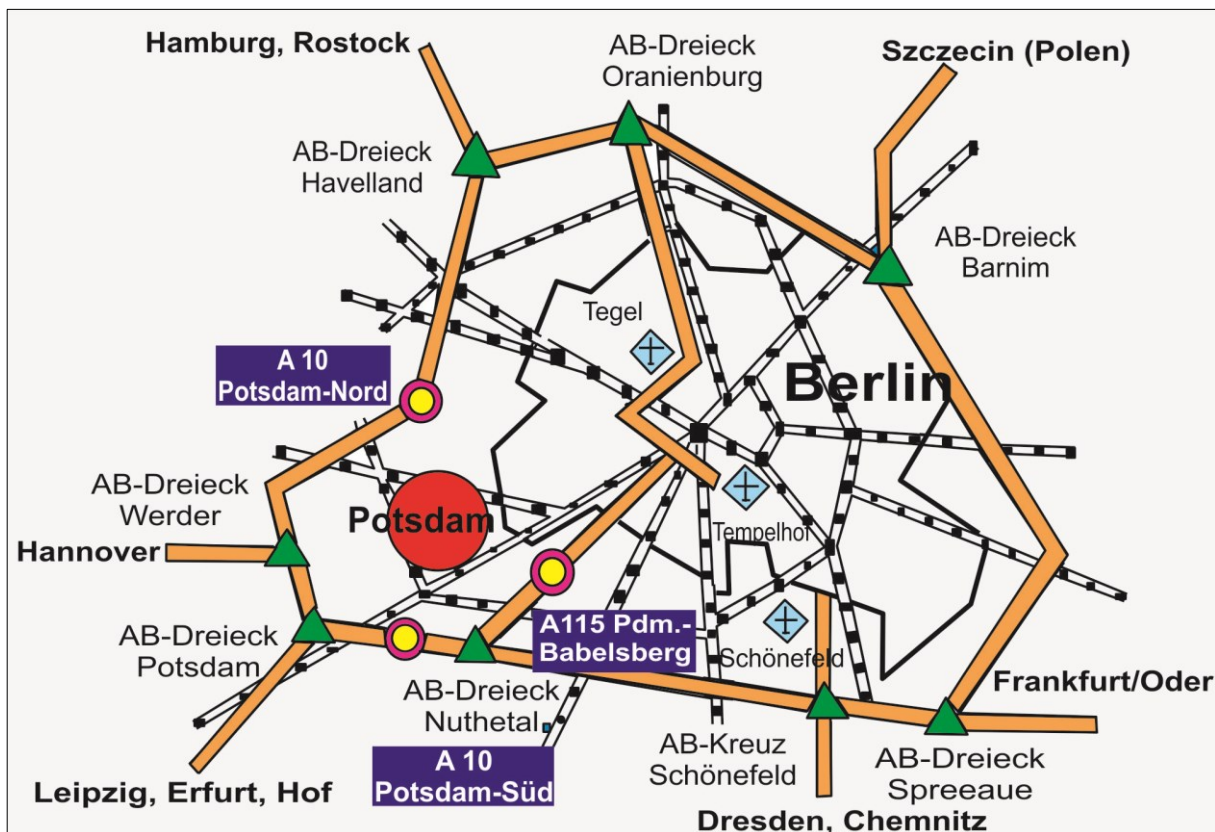 Hamburg, Rostock
AB-Dreieck
Oranienburg
Szczecin (Polen)
AB-Dreieck
Havelland
AB-Dreieck
Barnim
Tegel
A 10
Potsdam-Nord
Berlin
AB-Dreieck
Werder
Potsdam
Tempelhof
Hannover
AB-Dreieck
Potsdam
A115 Pdm.-
Babelsberg
Schönefeld
AB-Dreieck
Nuthetal
Frankfurt/Oder
A 10
Potsdam-Süd
AB-Kreuz
Schönefeld
AB-Dreieck
Spreeaue
Leipzig, Erfurt, Hof
Dresden, Chemnitz